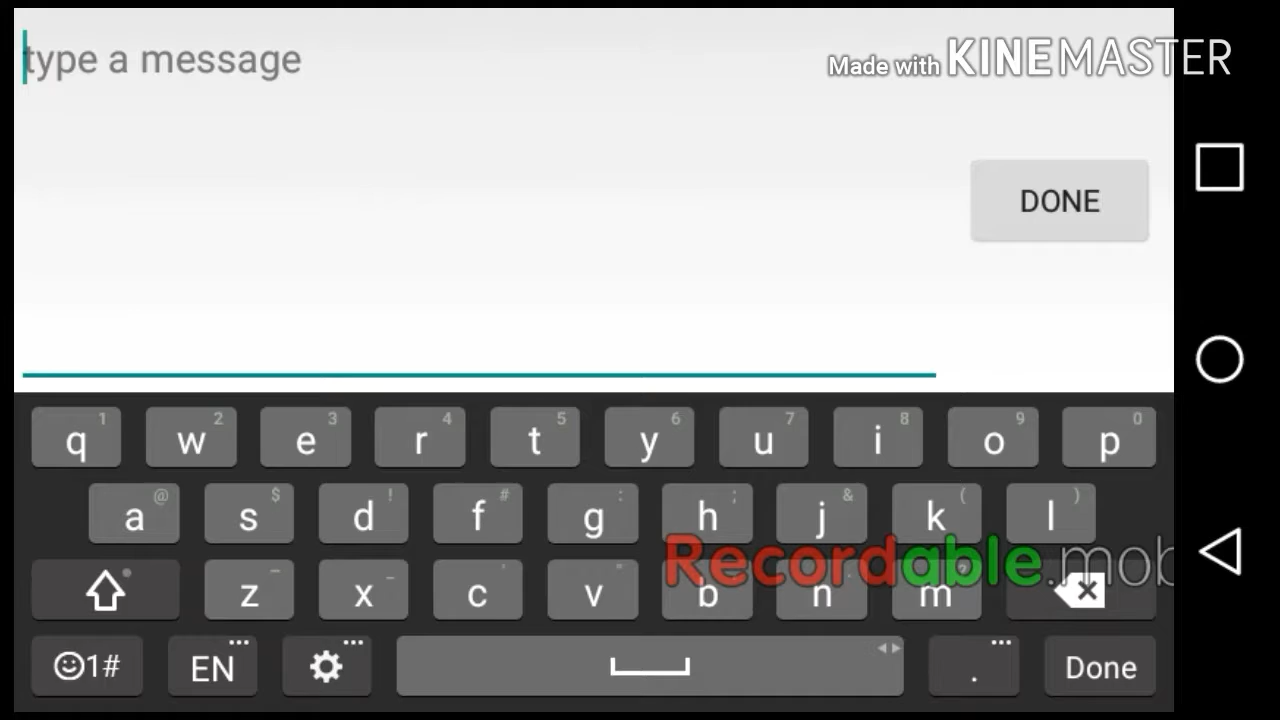 type a message
Made with KINEMASTER
DONE
1 2 3 4 5 6 7 8 9 0
q w e r t y u i o p
@ $ ! # : ; & ( )
a s d f g h j k l
Recordable.mob
z x c v b n m
1# EN . Done